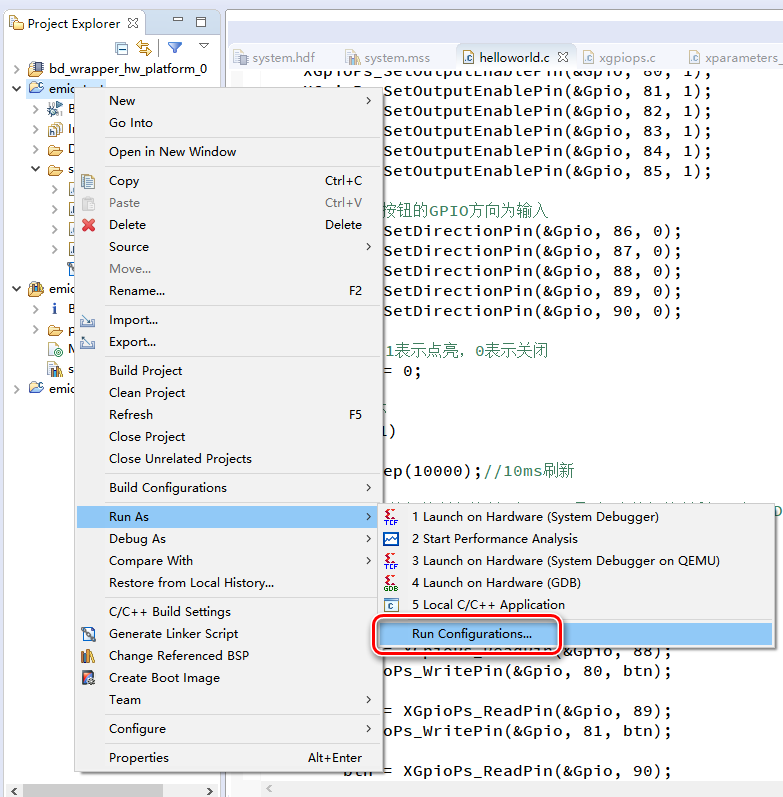 Project Explorer
system.hdf
system.mss
helloworld.c
xgpiops.c
xparameters_
bd_wrapper_hw_platform_0
XGpioPs_SetOutputEnablePin(&Gpio, 80, 1);
SetOutputEnablePin(&Gpio, 81, 1);
SetOutputEnablePin(&Gpio, 82, 1);
SetOutputEnablePin(&Gpio, 83, 1);
SetOutputEnablePin(&Gpio, 84, 1);
SetOutputEnablePin(&Gpio, 85, 1);
按钮的GPIO方向为输入
SetDirectionPin(&Gpio, 86, 0);
SetDirectionPin(&Gpio, 87, 0);
SetDirectionPin(&Gpio, 88, 0);
SetDirectionPin(&Gpio, 89, 0);
SetDirectionPin(&Gpio, 90, 0);
1表示点亮，0表示关闭
= 0;
1)
ep(10000);//10ms刷新
emio
emio
New
Go Into
Open in New Window
Copy Ctrl+C
Paste Ctrl+V
Delete Delete
Source
Move...
Rename... F2
Import...
Export...
Build Project
Clean Project
Refresh F5
Close Project
Close Unrelated Projects
Build Configurations
Run As
Debug As
Compare With
Restore from Local History...
C/C++ Build Settings
Generate Linker Script
Change Referenced BSP
Create Boot Image
Team
Configure
Properties Alt+Enter
1 Launch on Hardware (System Debugger)
2 Start Performance Analysis
3 Launch on Hardware (System Debugger on QEMU)
4 Launch on Hardware (GDB)
5 Local C/C++ Application
Run Configurations...
= XGpioPs_ReadPin(&Gpio, 88);
oPs_WritePin(&Gpio, 80, btn);
= XGpioPs_ReadPin(&Gpio, 89);
oPs_WritePin(&Gpio, 81, btn);
btn = XGpioPs_ReadPin(&Gpio, 90);